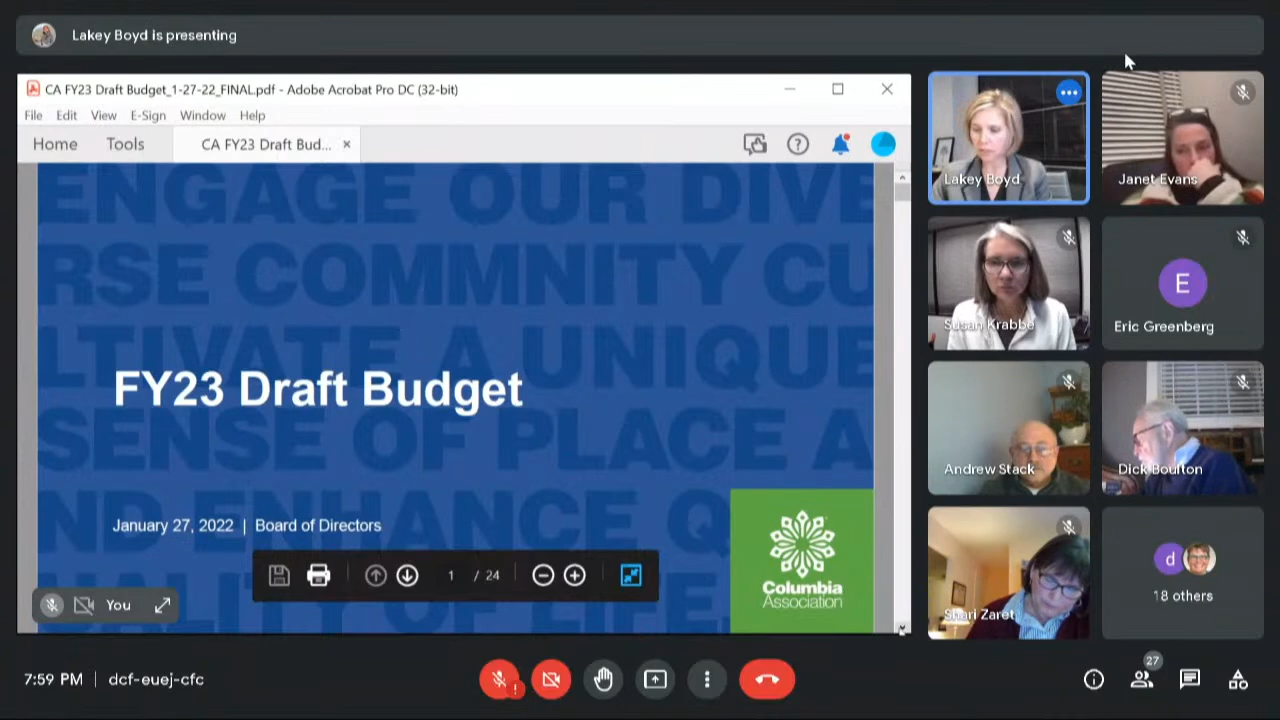 Lakey Boyd is presenting
CA FY23 Draft Budget_1-27-22_FINAL.pdf - Adobe Acrobat Pro DC (32-bit)
File Edit View E-Sign Window Help
Home Tools CA FY23 Draft Bud... ×
ENGAGE OUR DIVE
RSE COMMNITY CU
LTIVATE A UNIQUE
FY23 Draft Budget
SENSE OF PLACE A
ND ENHANCE Q
January 27, 2022 | Board of Directors
1 / 24
ALITY OF LIFE.
Columbia
Association
You
Lakey Boyd
Janet Evans
Susan Krabbe
E
Eric Greenberg
Andrew Stack
Dick Boulton
Shari Zaret
d
18 others
7:59 PM | dcf-euej-cfc
27